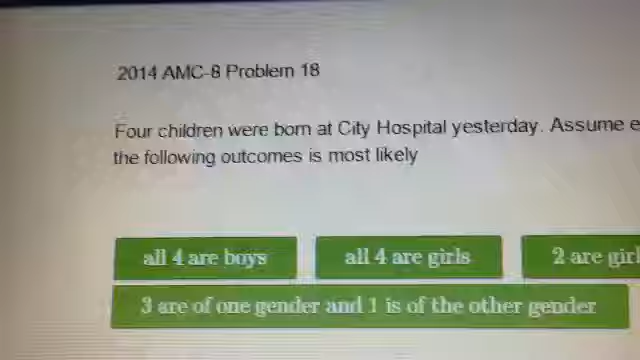 2014 AMC-8 Problem 18
Four children were born at City Hospital yesterday. Assume
the following outcomes is most likely
all 4 are boys
all 4 are girls
2 are
3 are of one gender and 1 is of the other gender